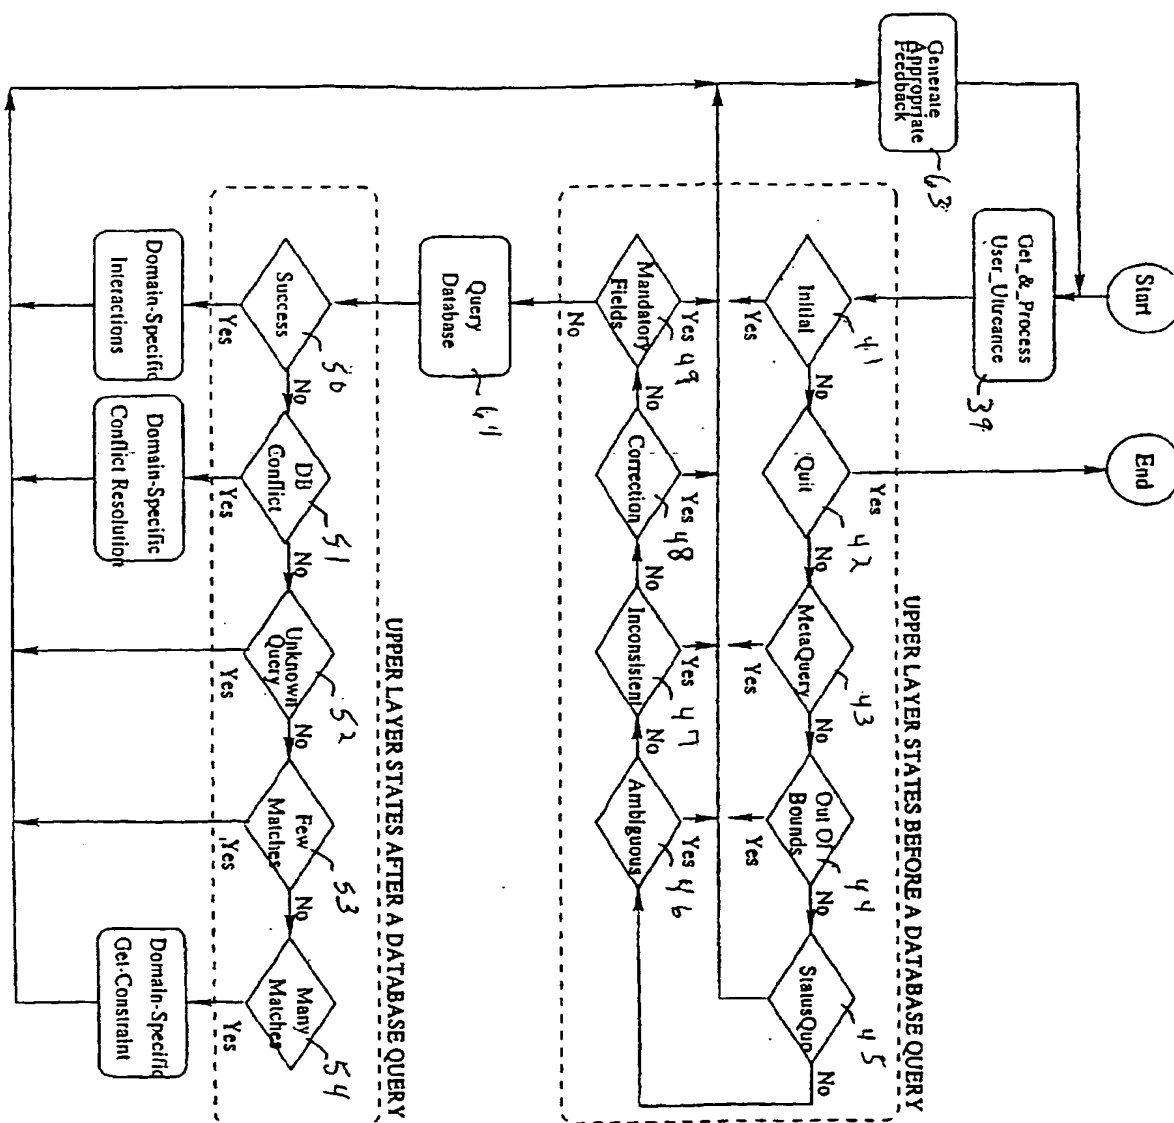 Start
End
Get_&_Process
User_Uttreance
39
Generate
Appropriate
Feedback
63
UPPER LAYER STATES BEFORE A DATABASE QUERY
Initial
41
Yes
No
Quit
42
Yes
No
MetaQuery
43
Yes
No
Out Of
Bounds
44
Yes
No
StatusQuo
45
No
Ambiguous
46
Yes
No
Inconsistent
47
Yes
No
Correction
48
Yes
No
Mandatory
Fields
49
Yes
No
Query
Database
61
UPPER LAYER STATES AFTER A DATABASE QUERY
Success
50
Yes
No
DB
Conflict
51
Yes
No
Unknown
Query
52
Yes
No
Few
Matches
53
Yes
No
Many
Matches
54
Yes
Domain-Specific
Interactions
Domain-Specific
Conflict Resolution
Domain-Specific
Get-Constraint